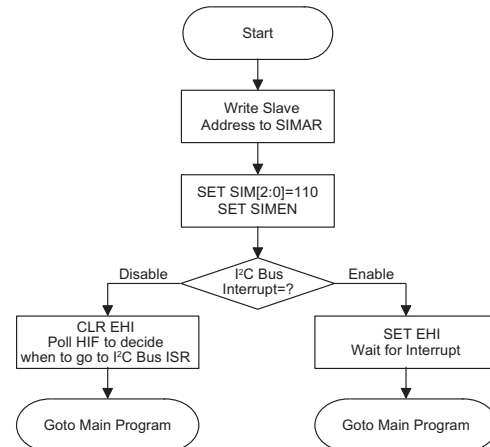 Start
Write Slave
Address to SIMAR
SET SIM[2:0]=110
SET SIMEN
I²C Bus
Interrupt=?
Disable
Enable
CLR EHI
Poll HIF to decide
when to go to I²C Bus ISR
SET EHI
Wait for Interrupt
Goto Main Program
Goto Main Program